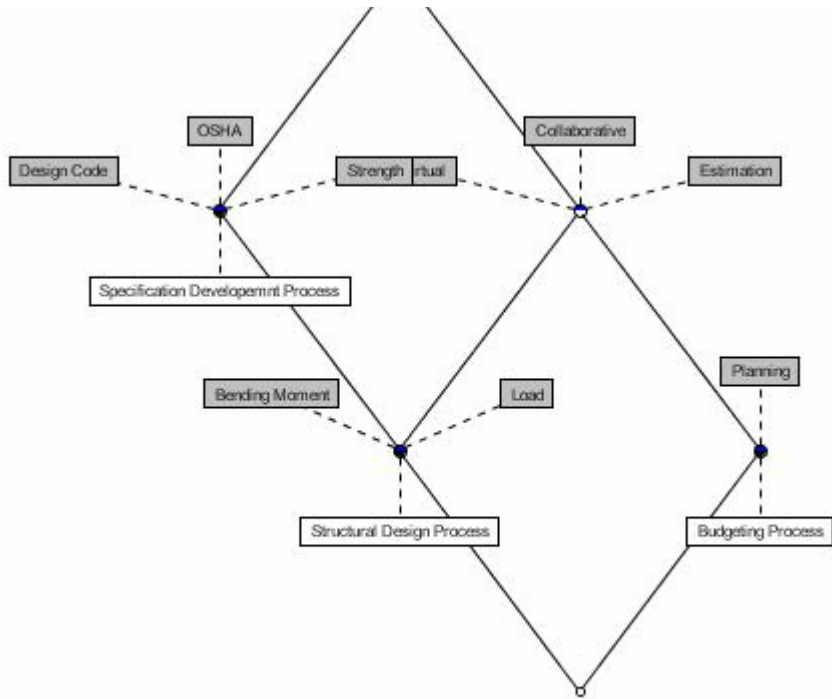 OSHA
Collaborative
Design Code
Strength
rtual
Estimation
Specification Developemnt Process
Planning
Bending Moment
Load
Structural Design Process
Budgeting Process